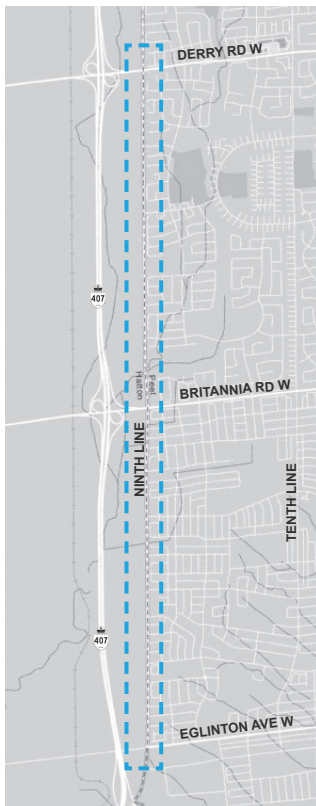 DERRY RD W
407
Peel
Halton
BRITANNIA RD W
NINTH LINE
TENTH LINE
407
EGLINTON AVE W